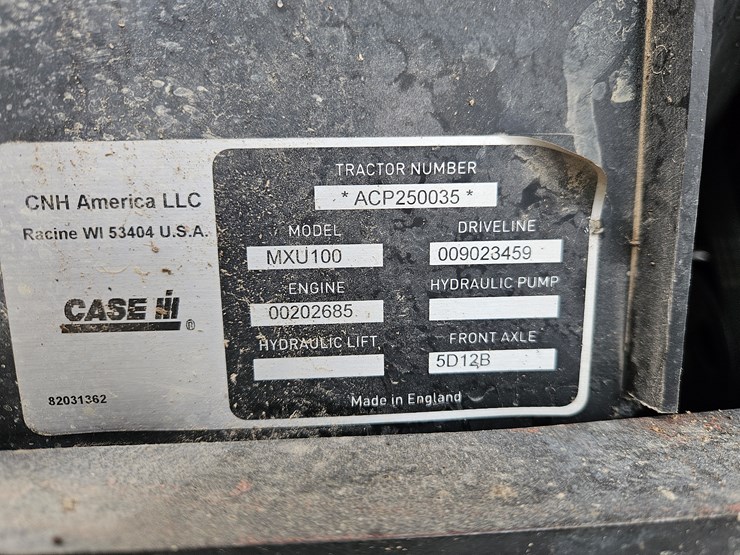 CNH America LLC
Racine WI 53404 U.S.A.
CASE IH
®
82031362
TRACTOR NUMBER
* ACP250035 *
MODEL
DRIVELINE
MXU100
009023459
ENGINE
HYDRAULIC PUMP
00202685
HYDRAULIC LIFT
FRONT AXLE
5D12B
Made in England